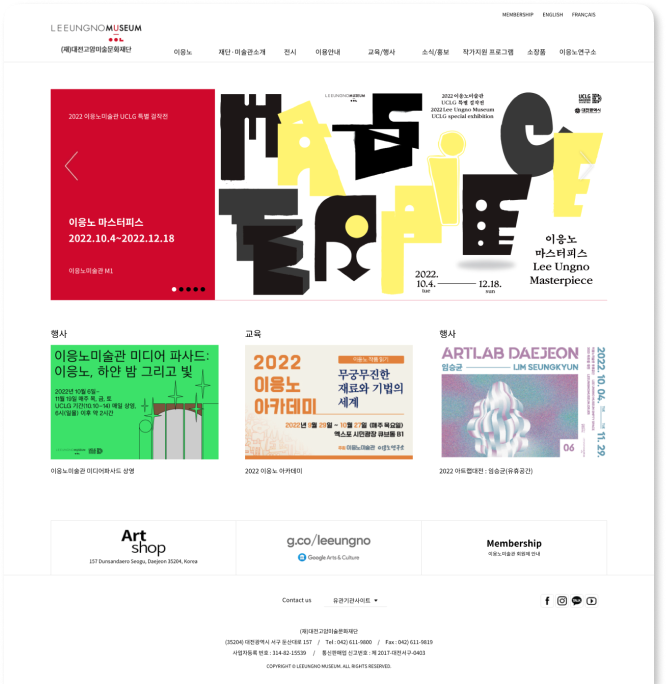 MEMBERSHIP ENGLISH FRANÇAIS
LEEUNGNOMUSEUM
(재)대전고암미술문화재단
이응노 재단·미술관소개 전시 이용안내 교육/행사 소식/홍보 작가지원 프로그램 소장품 이응노연구소
2022 이응노미술관 UCLG 특별 걸작전
이응노 마스터피스
2022.10.4~2022.12.18
이응노미술관 M1
LEEUNGNOMUSEUM
2022 이응노미술관
UCLG 특별 걸작전
2022 Lee Ungno Museum
UCLG special exhibition
UCLG
대전광역시
MASTERPIECE
2022.
10.4. 12.18.
tue sun
이응노
마스터피스
Lee Ungno
Masterpiece
행사
이응노미술관 미디어 파사드:
이응노, 하얀 밤 그리고 빛
2022년 10월 6일~
11월 19일 매주 목, 금, 토
UCLG 기간(10.10~14) 매일 상영,
6시(일몰) 이후 약 2시간
이응노미술관 미디어파사드 상영
교육
2022
이응노
아카데미
이응노 작품 읽기
무궁무진한
재료와 기법의
세계
2022년 9월 29일 ~ 10월 27일 (매주 목요일)
엑스포 시민광장 큐브동 B1
이응노미술관 이응노연구소
2022 이응노 아카데미
행사
ARTLAB DAEJEON
임승균 LIM SEUNGKYUN
2022. 10. 04. 11. 29.
06
2022 아트랩대전 : 임승균(유휴공간)
Art
shop
157 Dunsandaero Seogu, Daejeon 35204, Korea
g.co/leeungno
Google Arts & Culture
Membership
이응노미술관 회원제 안내
Contact us 유관기관사이트
(재)대전고암미술문화재단
(35204) 대전광역시 서구 둔산대로 157 / Tel : 042) 611-9800 / Fax : 042) 611-9819
사업자등록 번호 : 314-82-15539 / 통신판매업 신고번호 : 제 2017-대전서구-0403
COPYRIGHT © LEEUNGNO MUSEUM. ALL RIGHTS RESERVED.